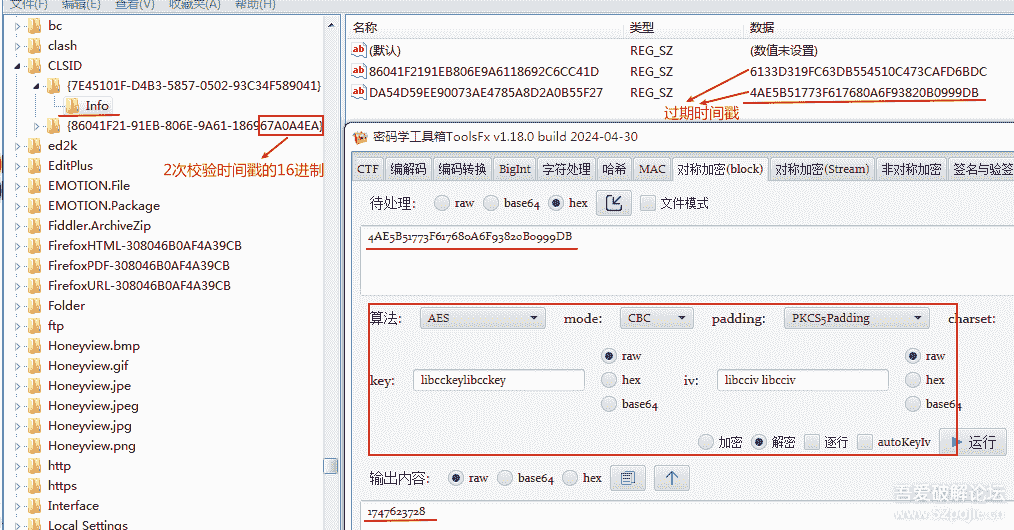 文件(F) 编辑(E) 查看(V) 收藏夹(A) 帮助(H)
bc
clash
CLSID
{7E45101F-D4B3-5857-0502-93C34F589041}
Info
{86041F21-91EB-806E-9A61-186967A0A4EA}
2次校验时间戳的16进制
ed2k
EditPlus
EMOTION.File
EMOTION.Package
Fiddler.ArchiveZip
FirefoxHTML-308046B0AF4A39CB
FirefoxPDF-308046B0AF4A39CB
FirefoxURL-308046B0AF4A39CB
Folder
ftp
Honeyview.bmp
Honeyview.gif
Honeyview.jpe
Honeyview.jpeg
Honeyview.jpg
Honeyview.png
http
https
Interface
Local Settings
名称 类型 数据
(默认) REG_SZ (数值未设置)
86041F2191EB806E9A6118692C6CC41D REG_SZ 6133D319FC63DB554510C473CAFD6BDC
DA54D59EE90073AE4785A8D2A0B55F27 REG_SZ 4AE5B51773F617680A6F93820B0999DB
过期时间戳
密码学工具箱ToolsFx v1.18.0 build 2024-04-30
CTF 编解码 编码转换 BigInt 字符处理 哈希 MAC 对称加密(block) 对称加密(Stream) 非对称加密 签名与验签
待处理: raw base64 hex 文件模式
4AE5B51773F617680A6F93820B0999DB
算法: AES mode: CBC padding: PKCS5Padding charset:
key: libcckeylibcckey raw hex base64 iv: libcciv libcciv raw hex base64
加密 解密 逐行 autoKeyIv 运行
输出内容: raw base64 hex
1747623728
吾爱破解论坛
www.52pojie.cn